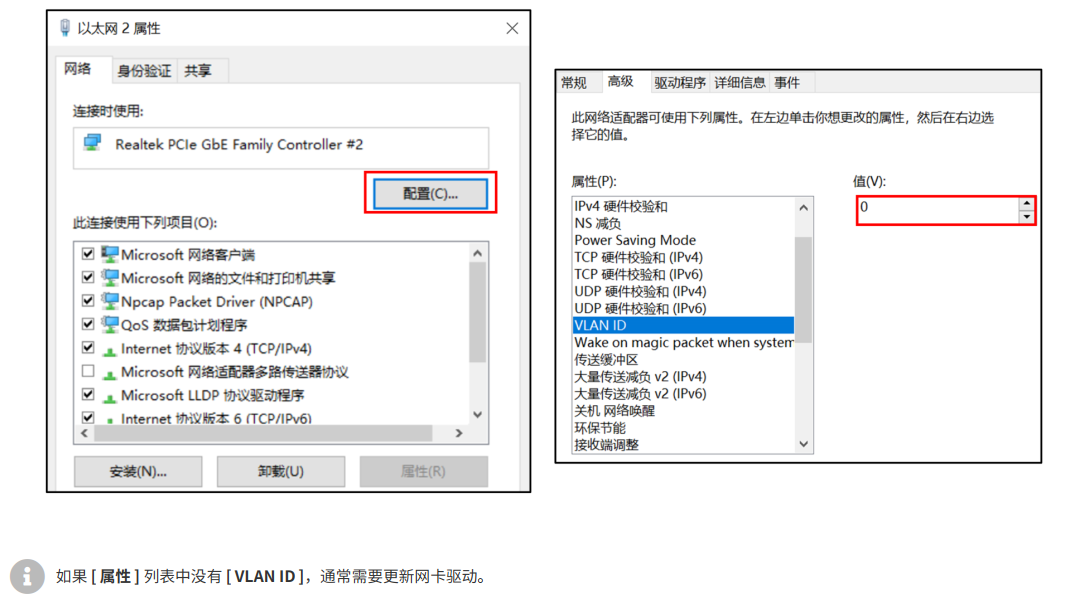 以太网 2 属性
网络 身份验证 共享
连接时使用:
Realtek PCIe GbE Family Controller #2
配置(C)...
此连接使用下列项目(O):
Microsoft 网络客户端
Microsoft 网络的文件和打印机共享
Npcap Packet Driver (NPCAP)
QoS 数据包计划程序
Internet 协议版本 4 (TCP/IPv4)
Microsoft 网络适配器多路传送器协议
Microsoft LLDP 协议驱动程序
Internet 协议版本 6 (TCP/IPv6)
安装(N)... 卸载(U) 属性(R)
常规 高级 驱动程序 详细信息 事件
此网络适配器可使用下列属性。在左边单击你想更改的属性，然后在右边选
择它的值。
属性(P): 值(V):
0
IPv4 硬件校验和
NS 减负
Power Saving Mode
TCP 硬件校验和 (IPv4)
TCP 硬件校验和 (IPv6)
UDP 硬件校验和 (IPv4)
UDP 硬件校验和 (IPv6)
VLAN ID
Wake on magic packet when system
传送缓冲区
大量传送减负 v2 (IPv4)
大量传送减负 v2 (IPv6)
关机 网络唤醒
环保节能
接收端调整
如果 [ 属性 ] 列表中没有 [ VLAN ID ]，通常需要更新网卡驱动。